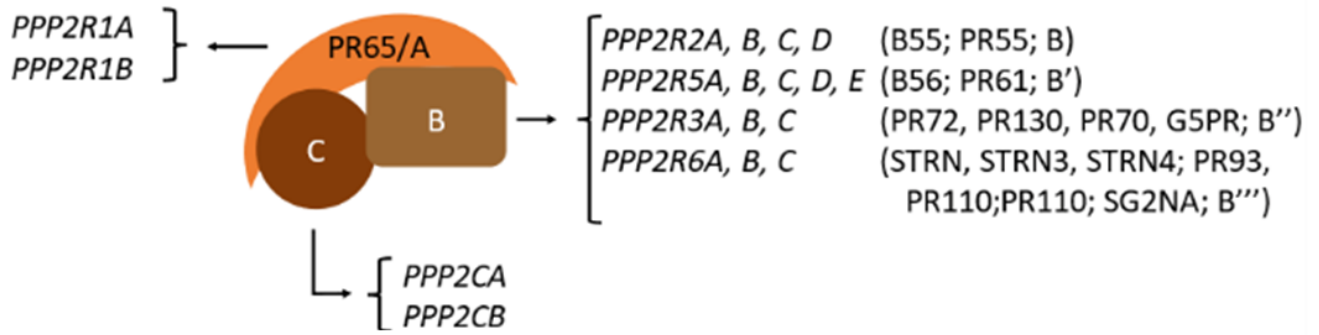 PPP2R1A
PPP2R1B
PR65/A
C
B
PPP2R2A, B, C, D (B55; PR55; B)
PPP2R5A, B, C, D, E (B56; PR61; B’)
PPP2R3A, B, C (PR72, PR130, PR70, G5PR; B’’)
PPP2R6A, B, C (STRN, STRN3, STRN4; PR93,
PR110;PR110; SG2NA; B’’’)
PPP2CA
PPP2CB